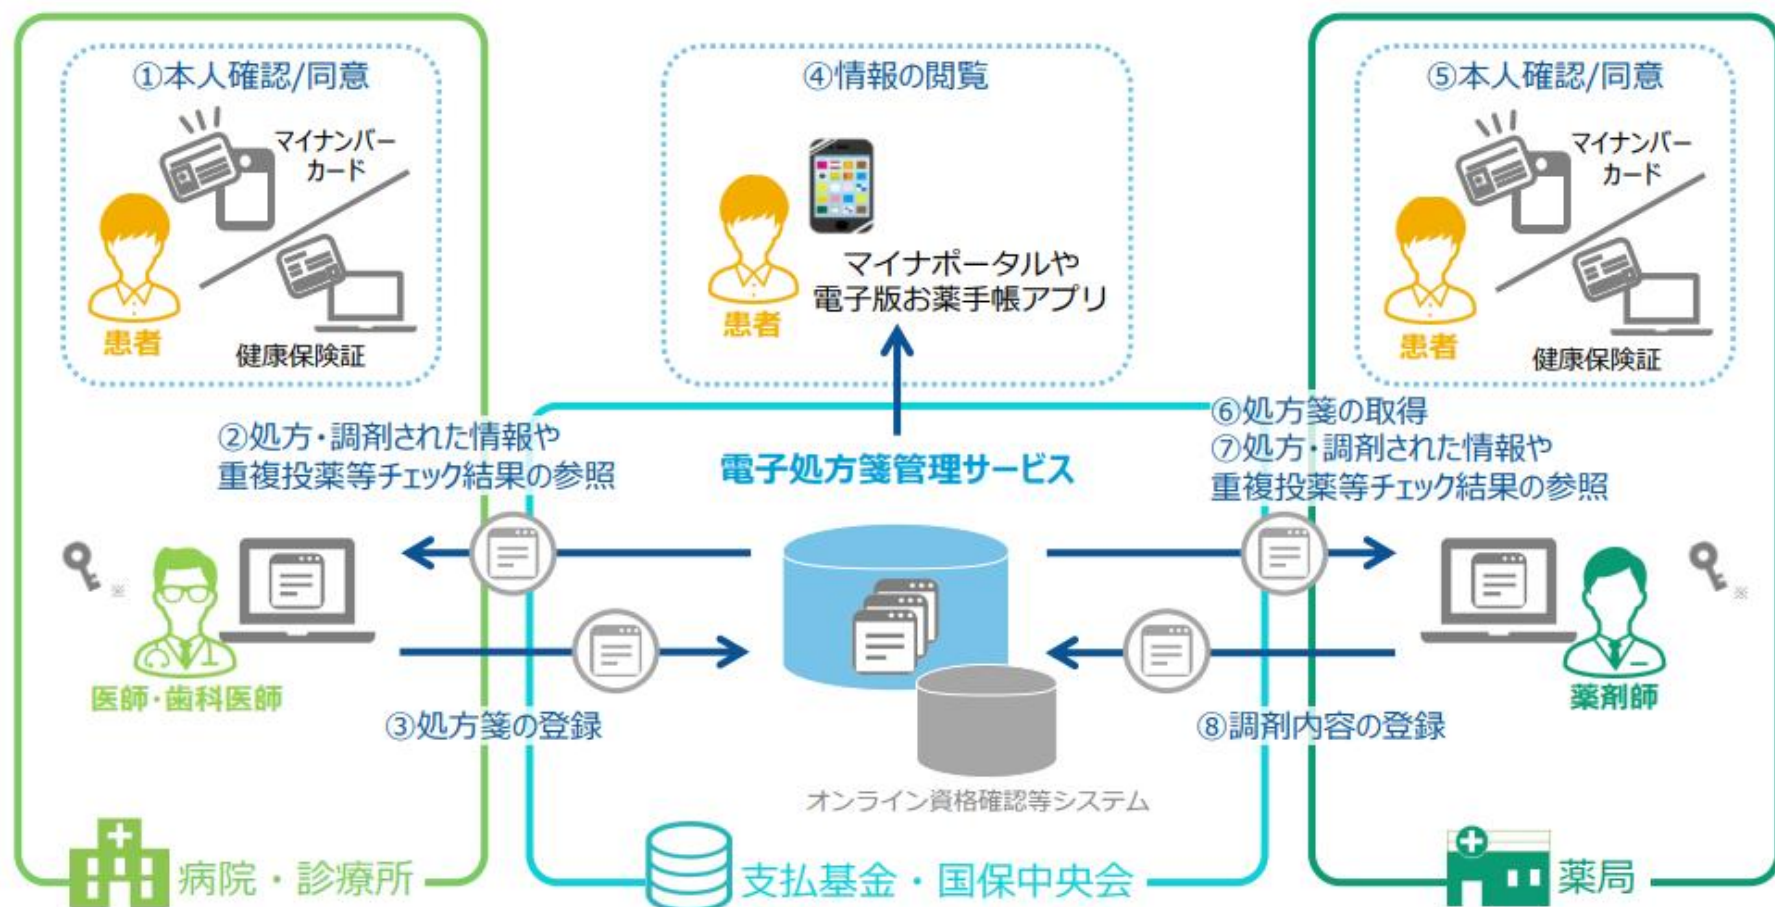 ①本人確認/同意
マイナンバー
カード
患者
健康保険証
④情報の閲覧
マイナポータルや
電子版お薬手帳アプリ
患者
⑤本人確認/同意
マイナンバー
カード
患者
健康保険証
②処方・調剤された情報や
重複投薬等チェック結果の参照
電子処方箋管理サービス
⑥処方箋の取得
⑦処方・調剤された情報や
重複投薬等チェック結果の参照
※
医師・歯科医師
③処方箋の登録
※
薬剤師
⑧調剤内容の登録
オンライン資格確認等システム
病院・診療所
支払基金・国保中央会
薬局